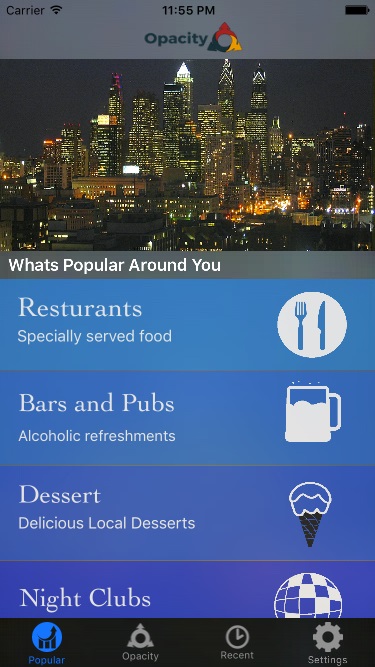 Carrier 11:55 PM
Opacity
Whats Popular Around You
Resturants
Specially served food
Bars and Pubs
Alcoholic refreshments
Dessert
Delicious Local Desserts
Night Clubs
Popular Opacity Recent Settings